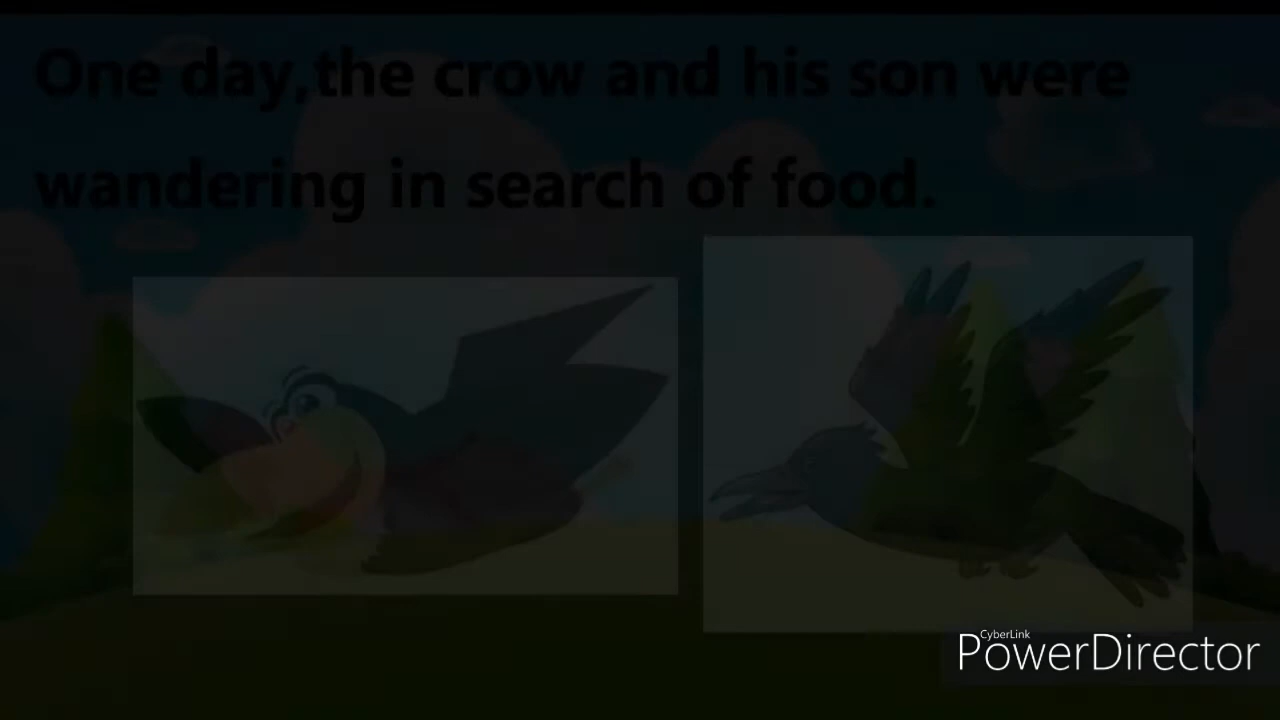 One day,the crow and his son were
wandering in search of food.
CyberLink
PowerDirector